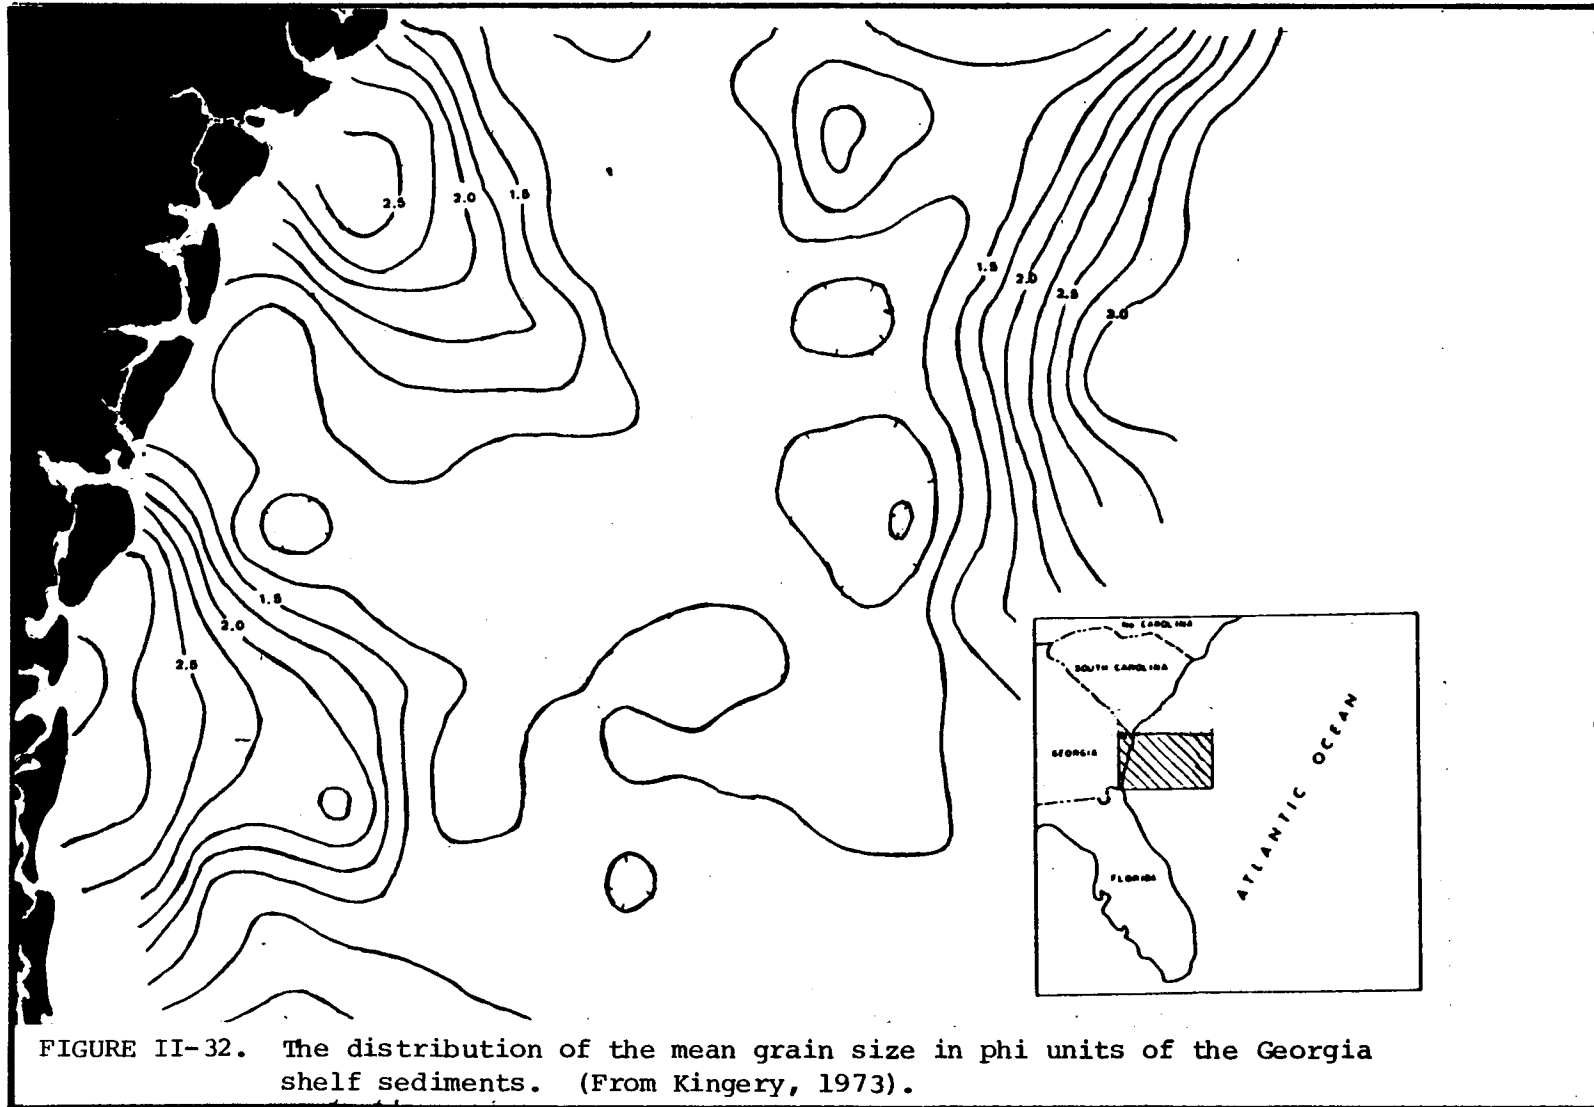 2.5
2.0
1.5
1.5
2.0
2.5
3.0
1.5
2.0
2.5
No CAROLINA
SOUTH CAROLINA
GEORGIA
FLORIDA
ATLANTIC OCEAN
FIGURE II-32. The distribution of the mean grain size in phi units of the Georgia
shelf sediments. (From Kingery, 1973).